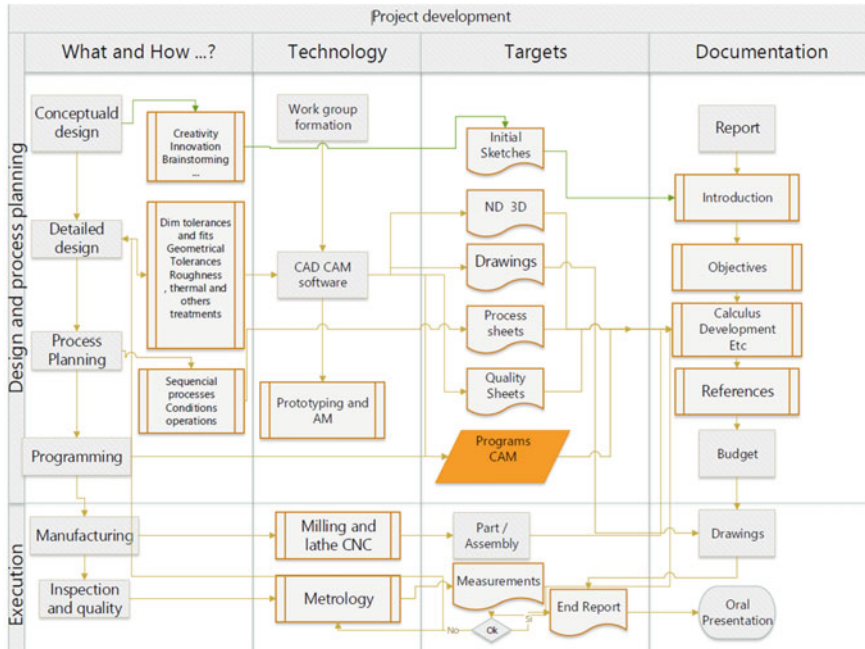 Project development
What and How ...?
Technology
Targets
Documentation
Design and process planning
Conceptuald
design
Creativity
Innovation
Brainstorming
...
Work group
formation
Initial
Sketches
Report
Introduction
Detailed
design
Dim tolerances
and fits
Geometrical
Tolerances
Roughness
, thermal and
others
treatments
CAD CAM
software
ND 3D
Drawings
Objectives
Process
Planning
Process
sheets
Calculus
Development
Etc
Sequencial
processes
Conditions
operations
Prototyping and
AM
Quality
Sheets
References
Programming
Programs
CAM
Budget
Execution
Manufacturing
Milling and
lathe CNC
Part /
Assembly
Drawings
Inspection
and quality
Metrology
Measurements
No
Ok
Si
End Report
Oral
Presentation